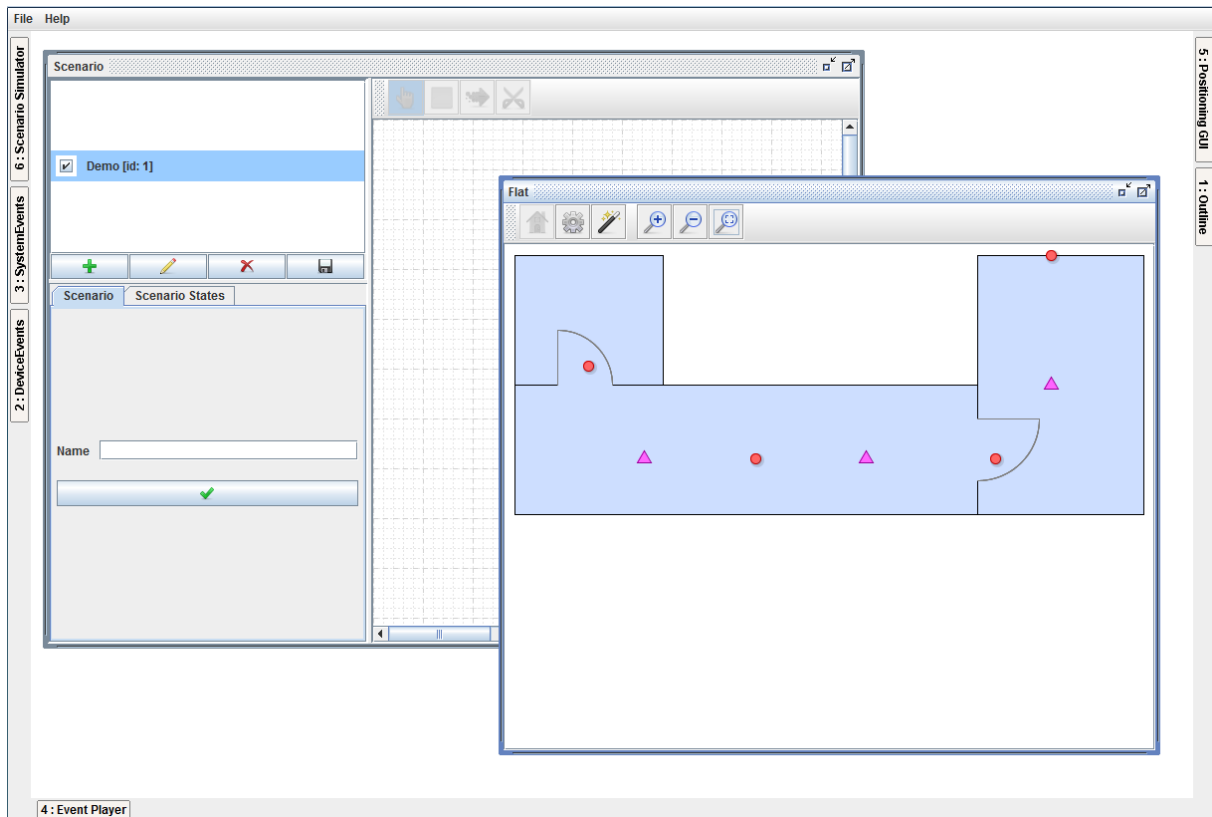 File Help
6 : Scenario Simulator
3 : SystemEvents
2 : DeviceEvents
Scenario
Demo [id: 1]
Scenario Scenario States
Name
Flat
5 : Positioning GUI
1 : Outline
4 : Event Player